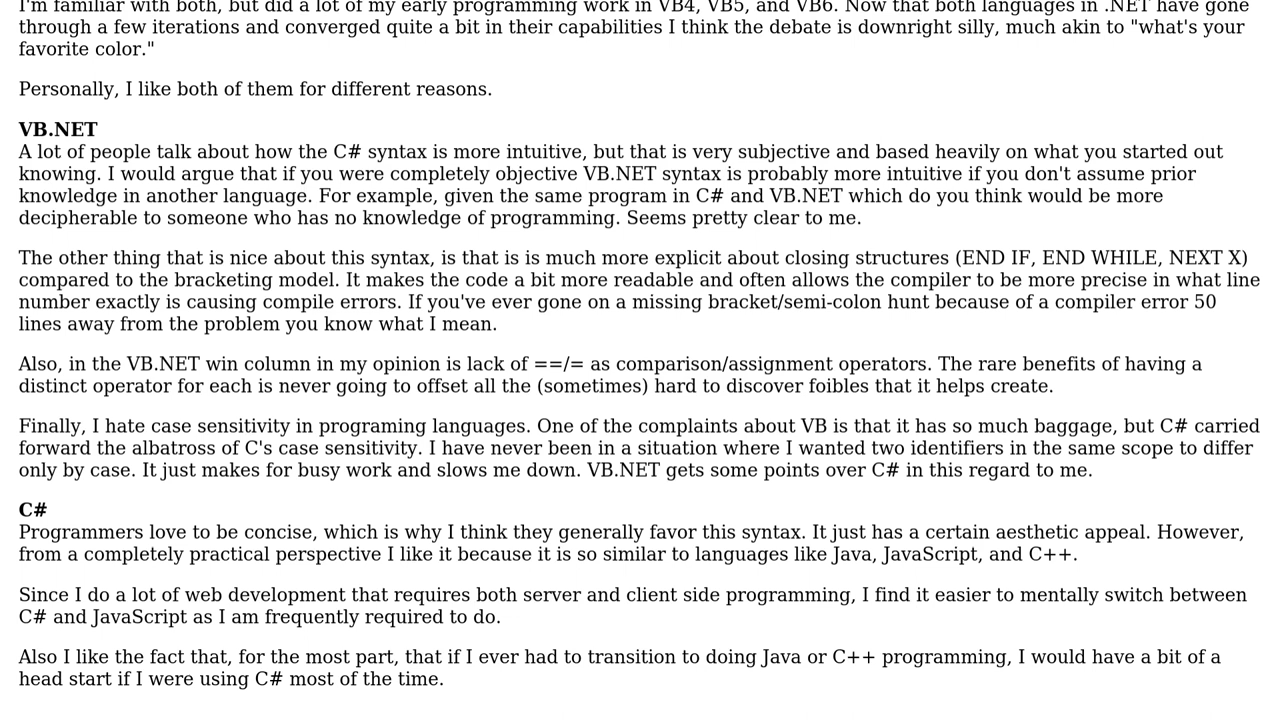 I'm familiar with both, but did a lot of my early programming work in VB4, VB5, and VB6. Now that both languages in .NET have gone
through a few iterations and converged quite a bit in their capabilities I think the debate is downright silly, much akin to "what's your
favorite color."
Personally, I like both of them for different reasons.
VB.NET
A lot of people talk about how the C# syntax is more intuitive, but that is very subjective and based heavily on what you started out
knowing. I would argue that if you were completely objective VB.NET syntax is probably more intuitive if you don't assume prior
knowledge in another language. For example, given the same program in C# and VB.NET which do you think would be more
decipherable to someone who has no knowledge of programming. Seems pretty clear to me.
The other thing that is nice about this syntax, is that is is much more explicit about closing structures (END IF, END WHILE, NEXT X)
compared to the bracketing model. It makes the code a bit more readable and often allows the compiler to be more precise in what line
number exactly is causing compile errors. If you've ever gone on a missing bracket/semi-colon hunt because of a compiler error 50
lines away from the problem you know what I mean.
Also, in the VB.NET win column in my opinion is lack of ==/= as comparison/assignment operators. The rare benefits of having a
distinct operator for each is never going to offset all the (sometimes) hard to discover foibles that it helps create.
Finally, I hate case sensitivity in programing languages. One of the complaints about VB is that it has so much baggage, but C# carried
forward the albatross of C's case sensitivity. I have never been in a situation where I wanted two identifiers in the same scope to differ
only by case. It just makes for busy work and slows me down. VB.NET gets some points over C# in this regard to me.
C#
Programmers love to be concise, which is why I think they generally favor this syntax. It just has a certain aesthetic appeal. However,
from a completely practical perspective I like it because it is so similar to languages like Java, JavaScript, and C++.
Since I do a lot of web development that requires both server and client side programming, I find it easier to mentally switch between
C# and JavaScript as I am frequently required to do.
Also I like the fact that, for the most part, that if I ever had to transition to doing Java or C++ programming, I would have a bit of a
head start if I were using C# most of the time.